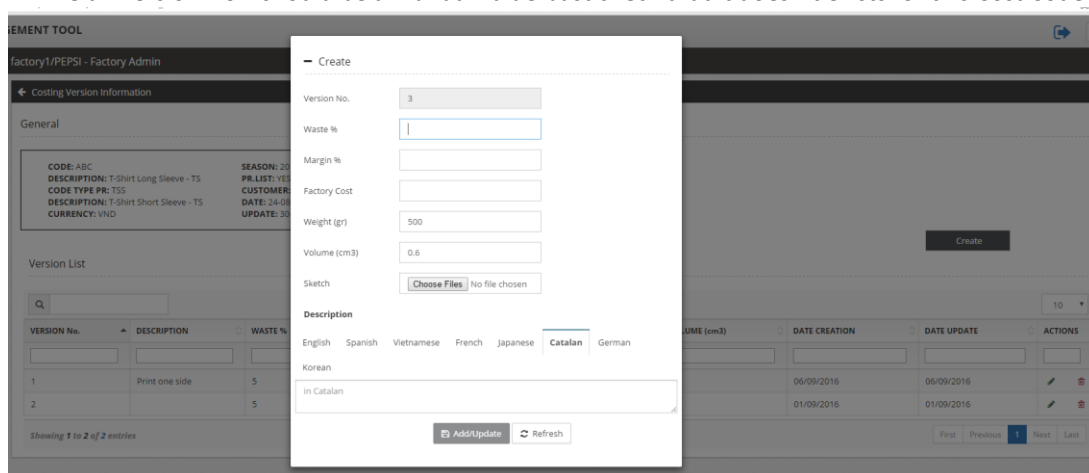 EMENT TOOL
factory1/PEPSI - Factory Admin
Costing Version Information
General
CODE: ABC
DESCRIPTION: T-Shirt Long Sleeve - TS
CODE TYPE PR: TSS
DESCRIPTION: T-Shirt Short Sleeve - TS
CURRENCY: VND
SEASON: 20
PR.LIST: YES
CUSTOMER:
DATE: 24-08
UPDATE: 30
Create
Version List
10
VERSION No. DESCRIPTION WASTE % LUME (cm3) DATE CREATION DATE UPDATE ACTIONS
1 Print one side 5 06/09/2016 06/09/2016
2 5 01/09/2016 01/09/2016
Showing 1 to 2 of 2 entries
First Previous 1 Next Last
Create
Version No. 3
Waste %
Margin %
Factory Cost
Weight (gr) 500
Volume (cm3) 0.6
Sketch Choose Files No file chosen
Description
English Spanish Vietnamese French Japanese Catalan German
Korean
in Catalan
Add/Update Refresh